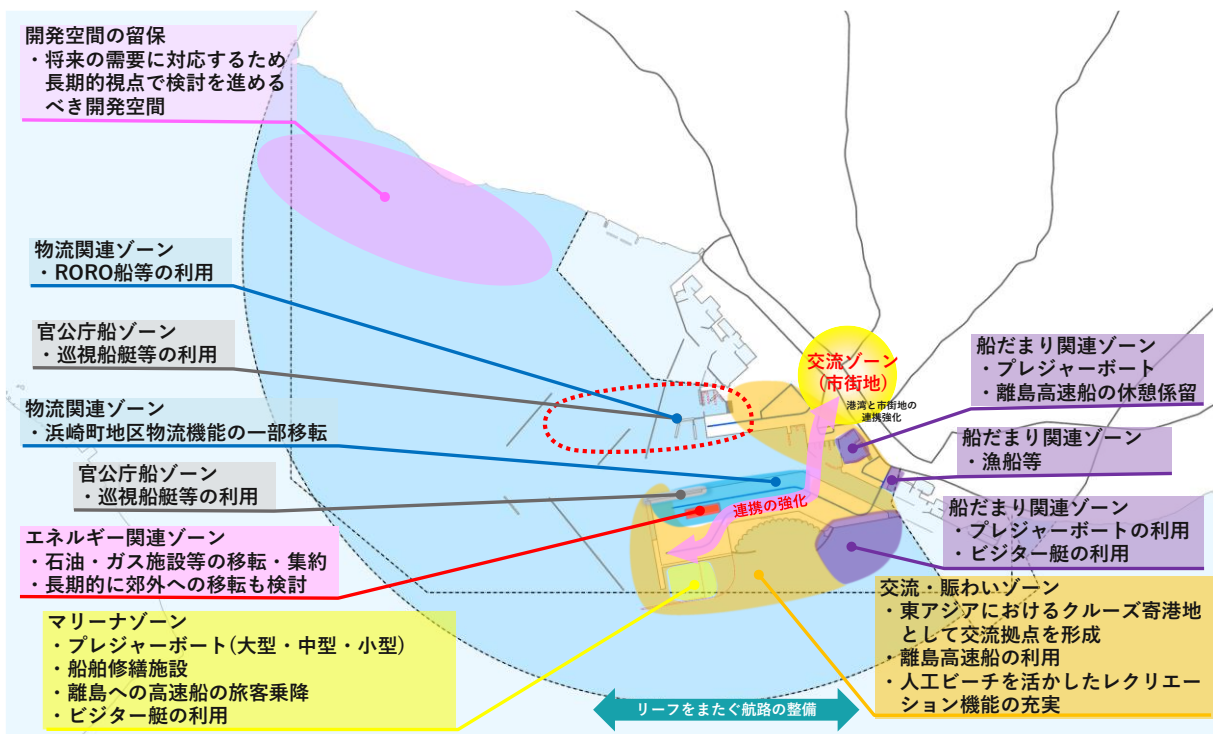 開発空間の留保
・将来の需要に対応するため
長期的視点で検討を進める
べき開発空間
物流関連ゾーン
・RORO船等の利用
官公庁船ゾーン
・巡視船艇等の利用
物流関連ゾーン
・浜崎町地区物流機能の一部移転
官公庁船ゾーン
・巡視船艇等の利用
エネルギー関連ゾーン
・石油・ガス施設等の移転・集約
・長期的に郊外への移転も検討
マリーナゾーン
・プレジャーボート(大型・中型・小型)
・船舶修繕施設
・離島への高速船の旅客乗降
・ビジター艇の利用
交流ゾーン
(市街地)
港湾と市街地の
連携強化
連携の強化
リーフをまたぐ航路の整備
船だまり関連ゾーン
・プレジャーボート
・離島高速船の休憩係留
船だまり関連ゾーン
・漁船等
船だまり関連ゾーン
・プレジャーボートの利用
・ビジター艇の利用
交流・賑わいゾーン
・東アジアにおけるクルーズ寄港地
として交流拠点を形成
・離島高速船の利用
・人工ビーチを活かしたレクリエー
ション機能の充実